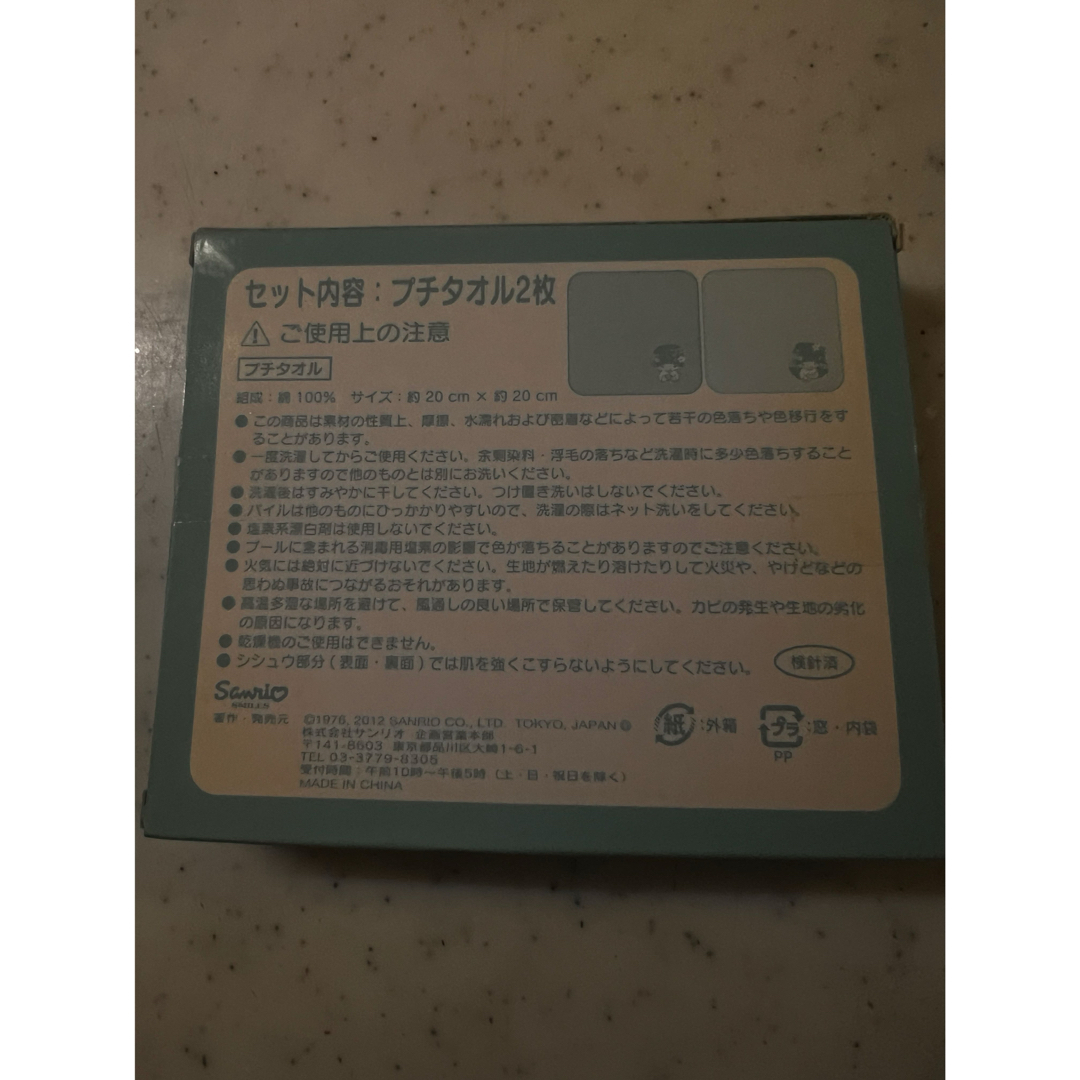 セット内容：プチタオル2枚
ご使用上の注意
プチタオル
組成：綿 100%　サイズ：約 20 cm × 約 20 cm
●この商品は素材の性質上、摩擦、水濡れおよび密着などによって若干の色落ちや色移行をす
ることがあります。
●一度洗濯してからご使用ください。余剰染料・浮毛の落ちなど洗濯時に多少色落ちすること
がありますので他のものとは別にお洗いください。
●洗濯後はすみやかに干してください。つけ置き洗いはしないでください。
●パイルは他のものにひっかかりやすいので、洗濯の際はネット洗いをしてください。
●塩素系漂白剤は使用しないでください。
●プールに含まれる消毒用塩素の影響で色が落ちることがありますのでご注意ください。
●火気には絶対に近づけないでください。生地が燃えたり溶けたりして火災や、やけどなどの
思わぬ事故につながるおそれがあります。
●高温多湿な場所を避けて、風通しの良い場所で保管してください。カビの発生や生地の劣化
の原因になります。
●乾燥機のご使用はできません。
●シシュウ部分（表面・裏面）では肌を強くこすらないようにしてください。
検針済
Sanrio
SMILES
著作・発売元
©1976, 2012 SANRIO CO., LTD. TOKYO, JAPAN Ⓛ
株式会社サンリオ 企画営業本部
〒141-8603 東京都品川区大崎1-6-1
TEL 03-3779-8305
受付時間：午前10時〜午後5時（土・日・祝日を除く）
MADE IN CHINA
紙：外箱
プラ：窓・内袋
PP